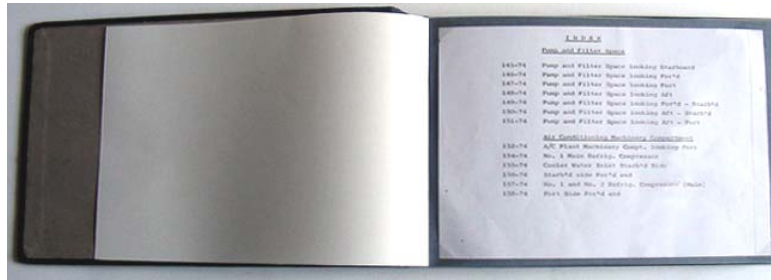 I N D E X
Pump and Filter Space
145-74 Pump and Filter Space looking Starboard
146-74 Pump and Filter Space looking For'd
147-74 Pump and Filter Space looking Port
148-74 Pump and Filter Space looking Aft
149-74 Pump and Filter Space looking For'd - Starb'd
150-74 Pump and Filter Space looking Aft - Starb'd
151-74 Pump and Filter Space looking Aft - Port
Air Conditioning Machinery Compartment
152-74 A/C Plant Machinery Compt. looking Port
154-74 No. 1 Main Refrig. Compressor
155-74 Cooler Water Inlet Starb'd Side
156-74 Starb'd side For'd end
157-74 No. 1 and No. 2 Refrig. Compressor (Main)
158-74 Port Side For'd end